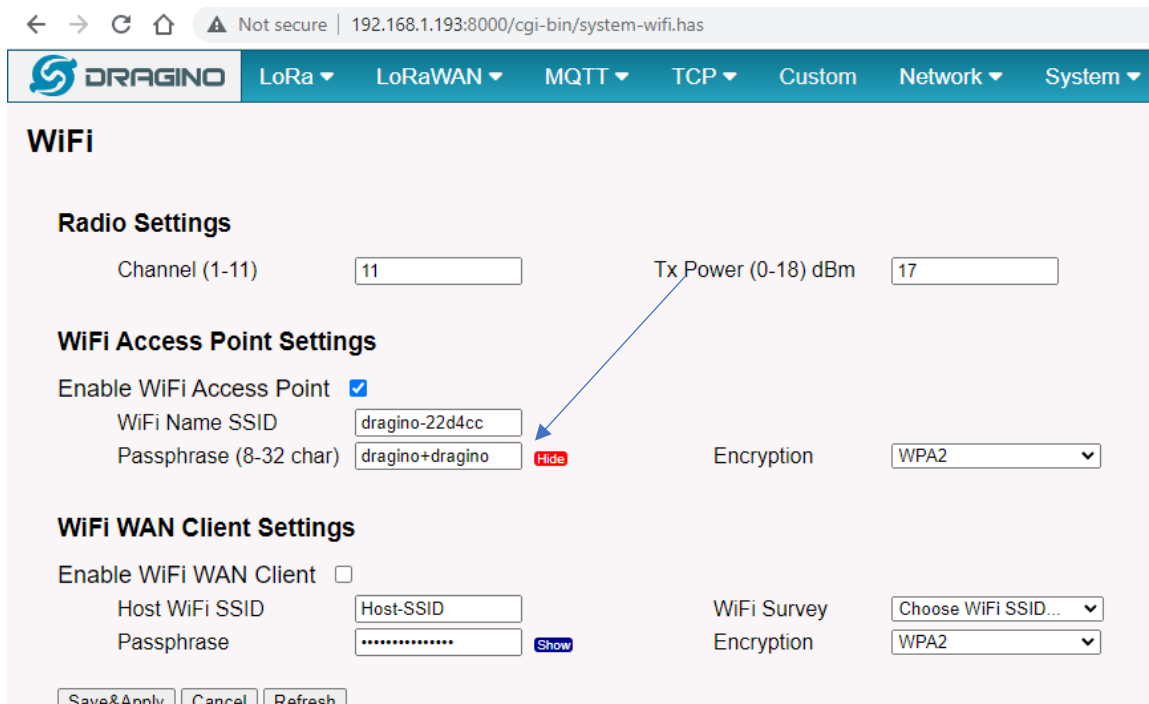 Not secure | 192.168.1.193:8000/cgi-bin/system-wifi.has
DRAGINO LoRa LoRaWAN MQTT TCP Custom Network System
WiFi
Radio Settings
Channel (1-11) 11 Tx Power (0-18) dBm 17
WiFi Access Point Settings
Enable WiFi Access Point
WiFi Name SSID dragino-22d4cc
Passphrase (8-32 char) dragino+dragino Hide Encryption WPA2
WiFi WAN Client Settings
Enable WiFi WAN Client
Host WiFi SSID Host-SSID WiFi Survey Choose WiFi SSID...
Passphrase ••••••••••••••• Show Encryption WPA2
Save&Apply Cancel Refresh